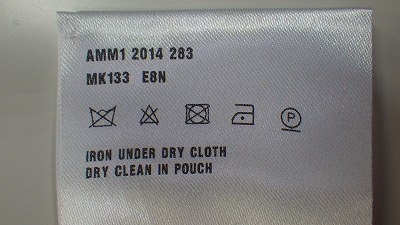 AMM1 2014 283
MK133 E8N
P
IRON UNDER DRY CLOTH
DRY CLEAN IN POUCH